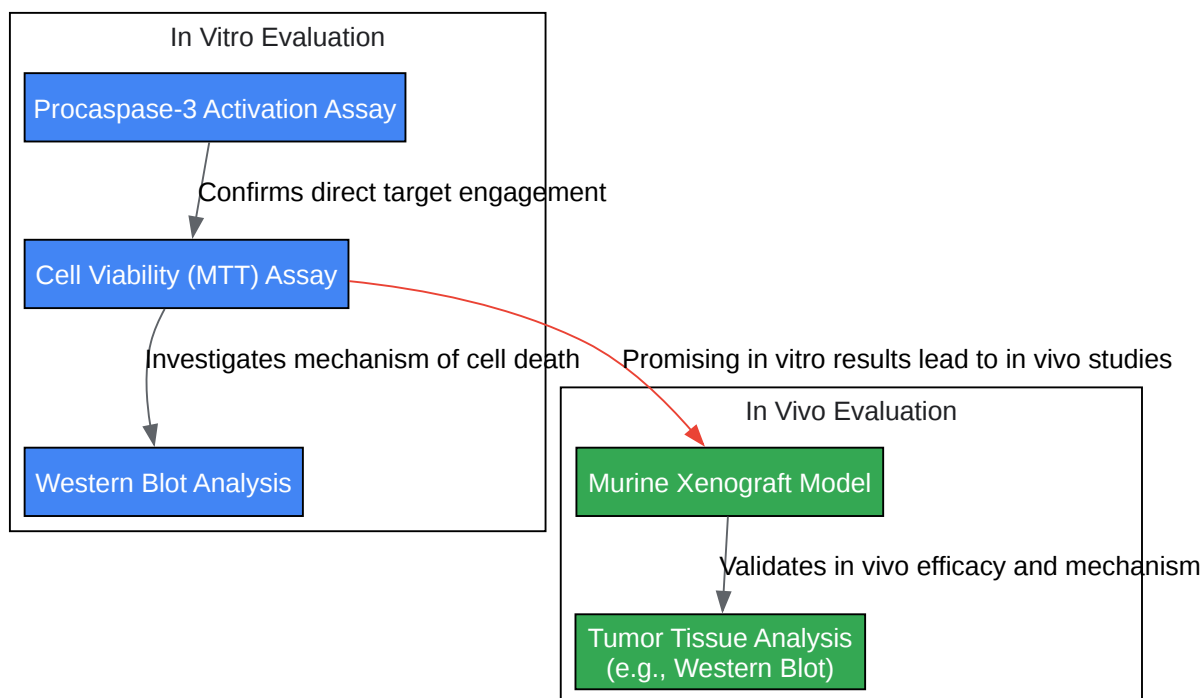 In Vitro Evaluation
Procaspase-3 Activation Assay
Confirms direct target engagement
Cell Viability (MTT) Assay
Investigates mechanism of cell death
Promising in vitro results lead to in vivo studies
In Vivo Evaluation
Western Blot Analysis
Murine Xenograft Model
Validates in vivo efficacy and mechanism
Tumor Tissue Analysis
(e.g., Western Blot)